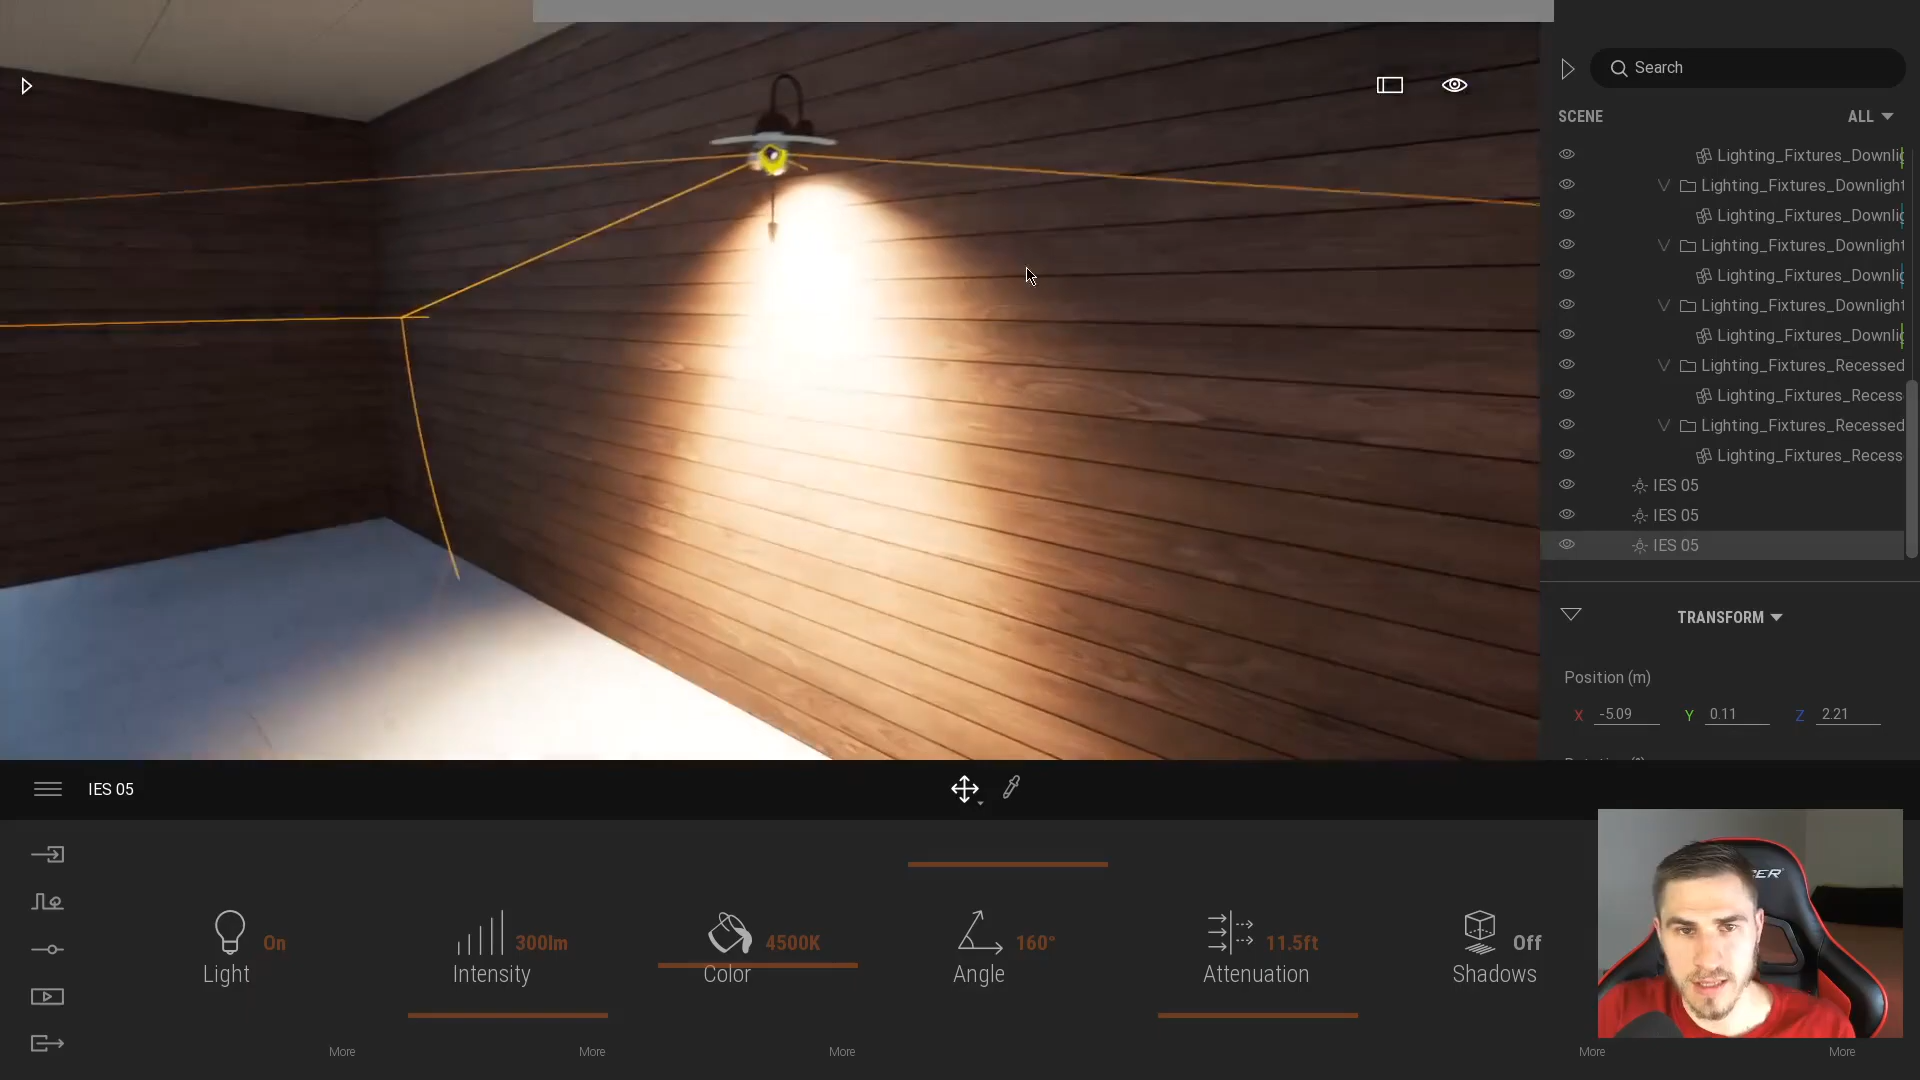 Search
SCENE
ALL
Lighting_Fixtures_Downlig
Lighting_Fixtures_Downlight
Lighting_Fixtures_Downlig
Lighting_Fixtures_Downlight
Lighting_Fixtures_Downlig
Lighting_Fixtures_Downlight
Lighting_Fixtures_Downlig
Lighting_Fixtures_Recessed
Lighting_Fixtures_Recess
Lighting_Fixtures_Recessed
Lighting_Fixtures_Recess
IES 05
IES 05
IES 05
TRANSFORM
Position (m)
X -5.09 Y 0.11 Z 2.21
IES 05
On
Light
300lm
Intensity
4500K
Color
160°
Angle
11.5ft
Attenuation
Off
Shadows
More More More More More